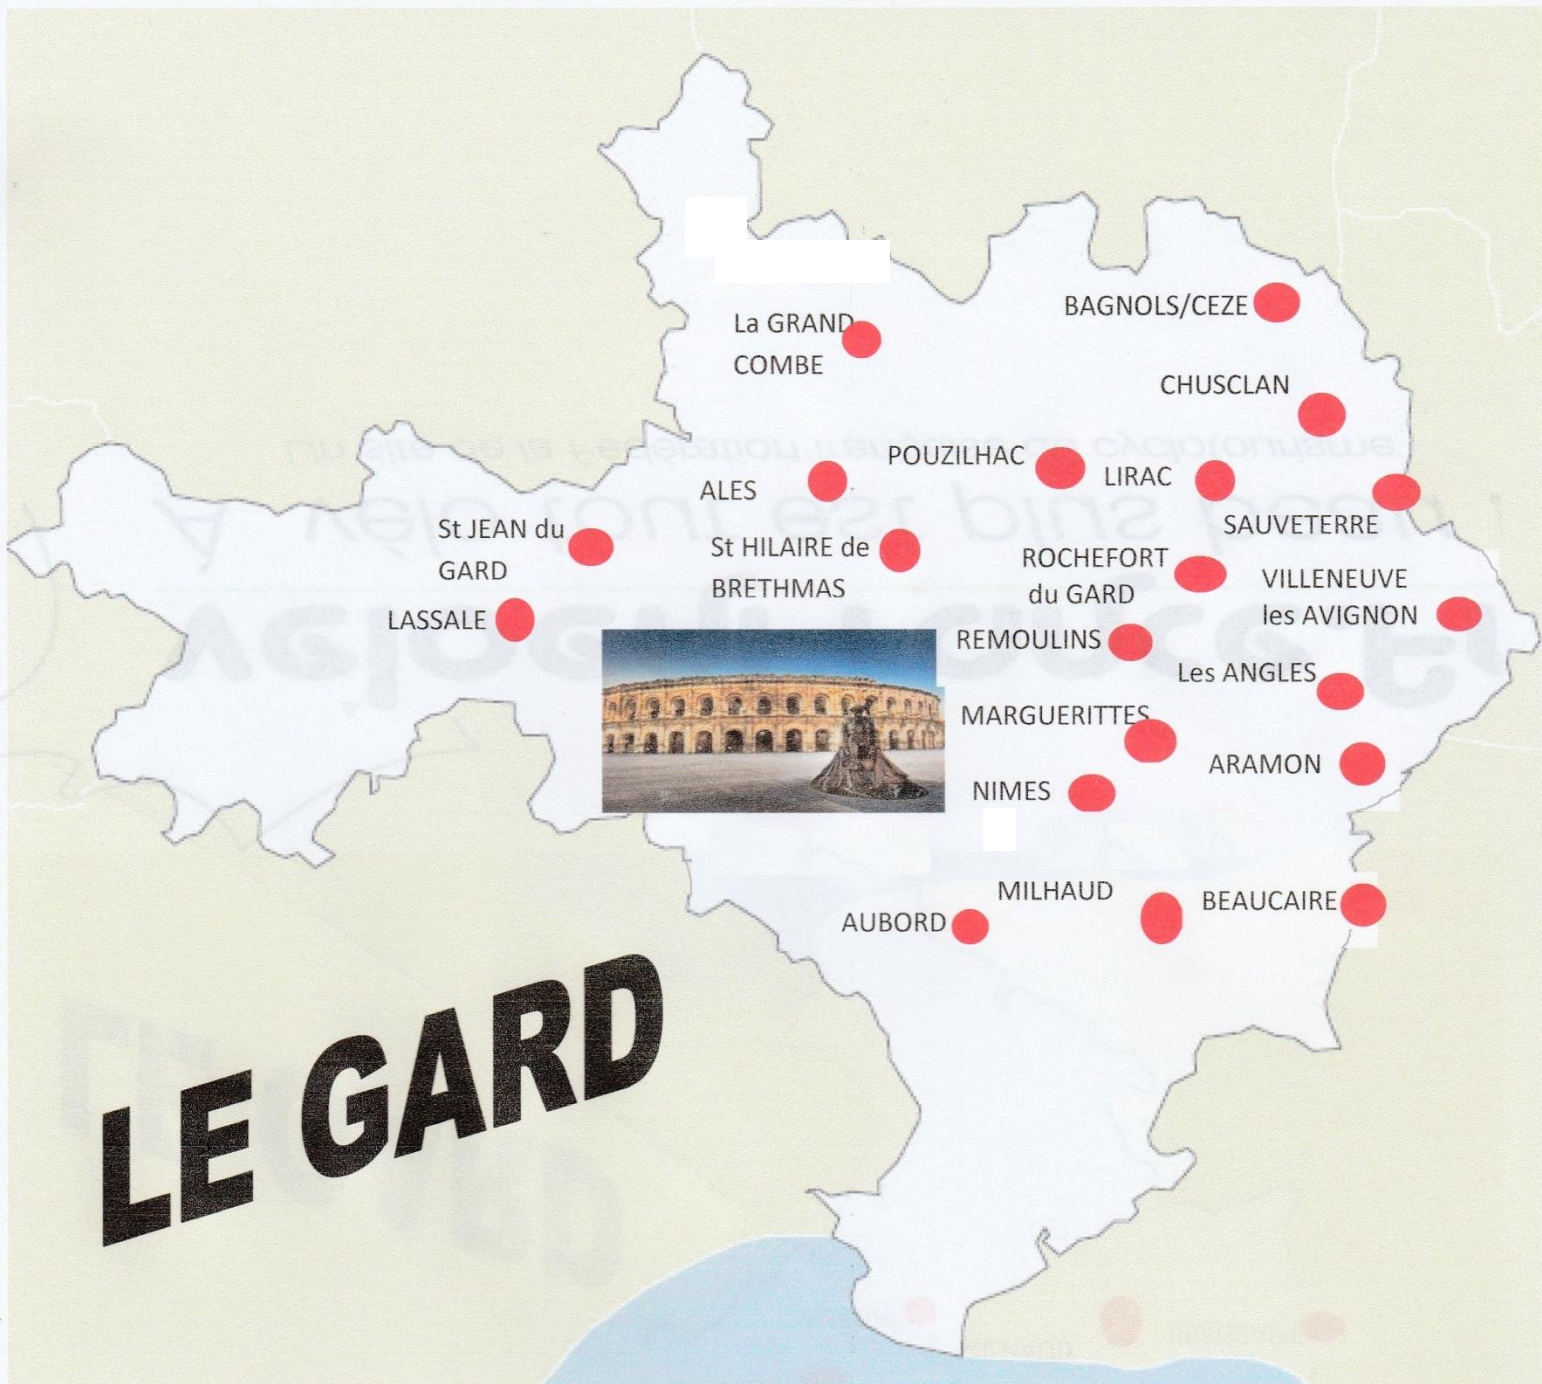 La GRAND
COMBE
BAGNOLS/CEZE
CHUSCLAN
POUZILHAC
LIRAC
ALES
SAUVETERRE
St JEAN du
GARD
St HILAIRE de
BRETHMAS
ROCHEFORT
du GARD
VILLENEUVE
les AVIGNON
LASSALE
REMOULINS
Les ANGLES
MARGUERITTES
ARAMON
NIMES
MILHAUD
BEAUCAIRE
AUBORD
LE GARD